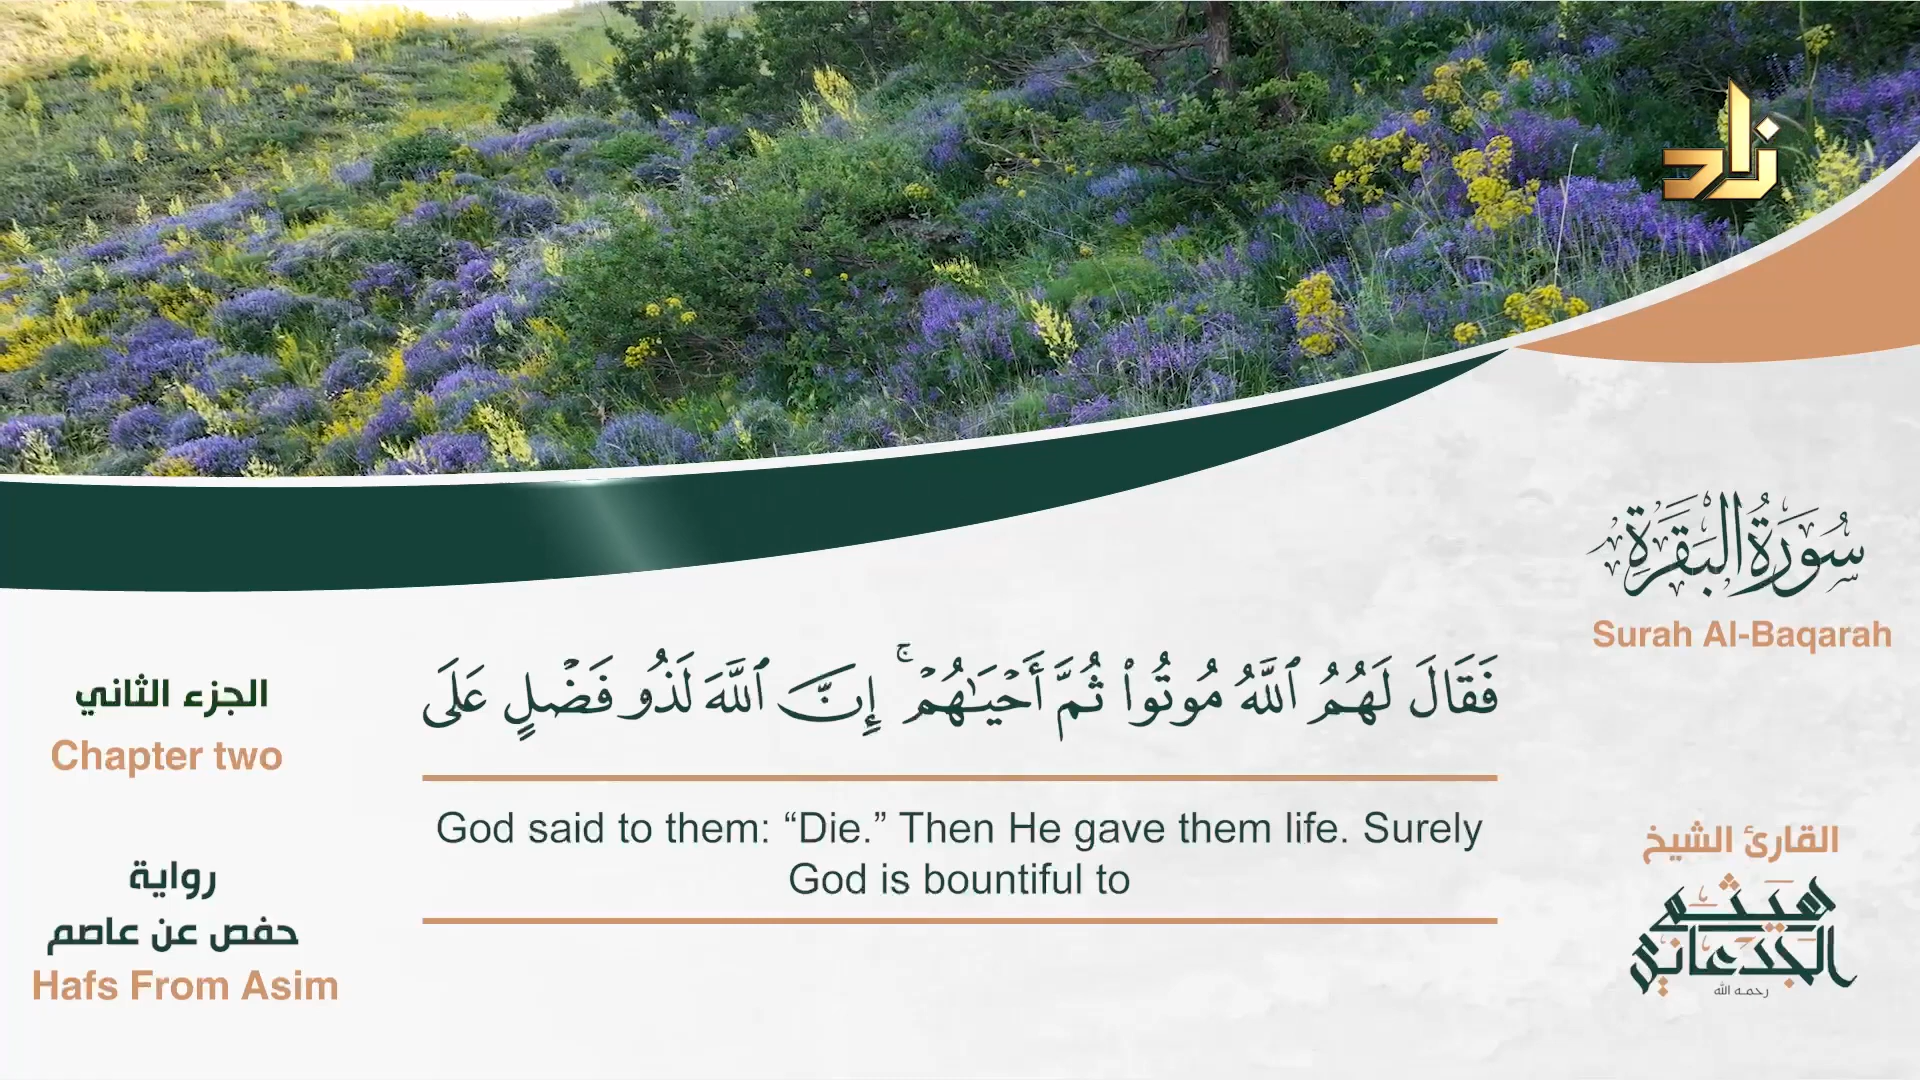 زاد
سُورَةُ البَقَرَةِ
Surah Al-Baqarah
فَقَالَ لَهُمُ ٱللَّهُ مُوتُوا۟ ثُمَّ أَحْيَـٰهُمْ ۚ إِنَّ ٱللَّهَ لَذُو فَضْلٍ عَلَى
الجزء الثاني
Chapter two
God said to them: “Die.” Then He gave them life. Surely
God is bountiful to
رواية
حفص عن عاصم
Hafs From Asim
القارئ الشيخ
هيثم
الجدعاني
رحمه الله